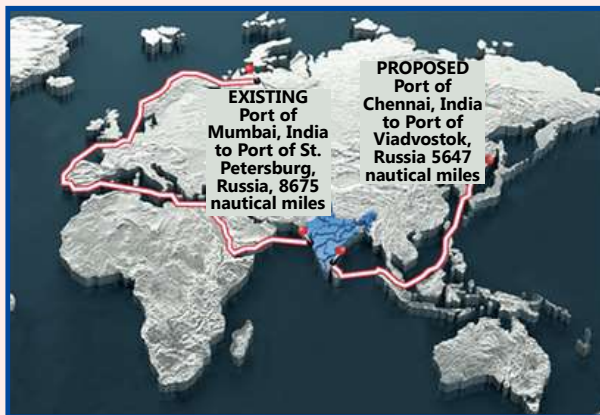 EXISTING
Port of
Mumbai, India
to Port of St.
Petersburg,
Russia, 8675
nautical miles
PROPOSED
Port of
Chennai, India
to Port of
Viadvostok,
Russia 5647
nautical miles